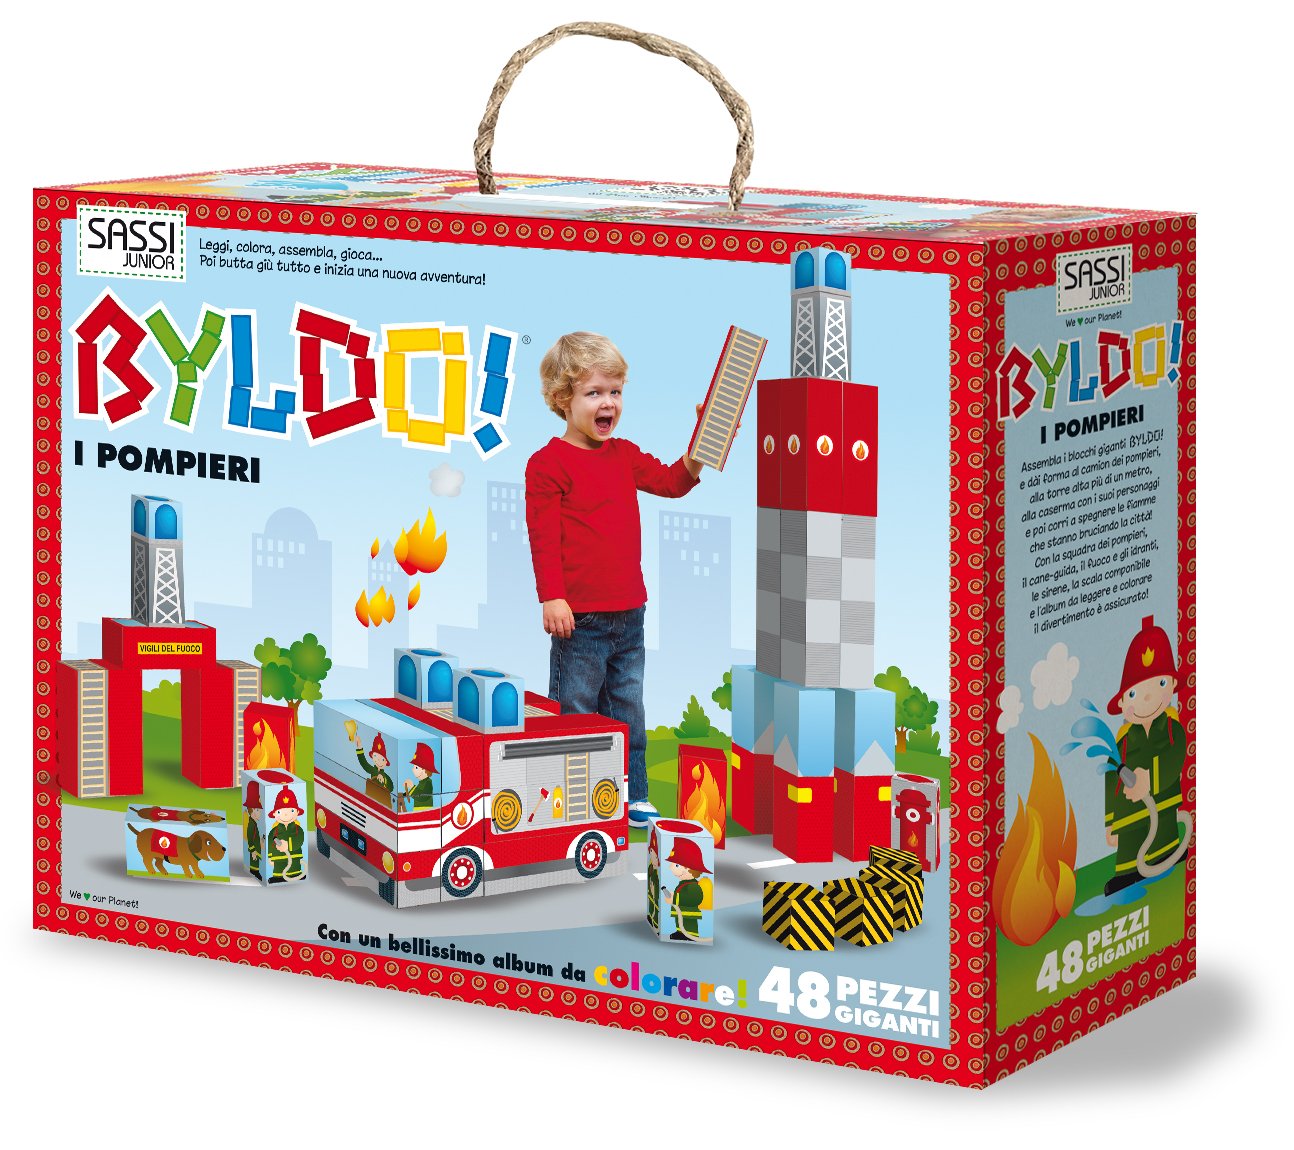 SASSI
JUNIOR
Leggi, colora, assembla, gioca...
Poi butta giù tutto e inizia una nuova avventura!
BYLDO!®
I POMPIERI
VIGILI DEL FUOCO
We ♥ our Planet!
Con un bellissimo album da colorare!
48 PEZZI
GIGANTI
SASSI
JUNIOR
We ♥ our Planet!
BYLDO!
I POMPIERI
Assembla i blocchi giganti BYLDO!
e dài forma al camion dei pompieri,
alla torre alta più di un metro,
alla caserma con i suoi personaggi
e poi corri a spegnere le fiamme
che stanno bruciando la città!
Con la squadra dei pompieri,
il cane-guida, il fuoco e gli idranti,
le sirene, la scala componibile
e l'album da leggere e colorare
il divertimento è assicurato!
48 PEZZI
GIGANTI